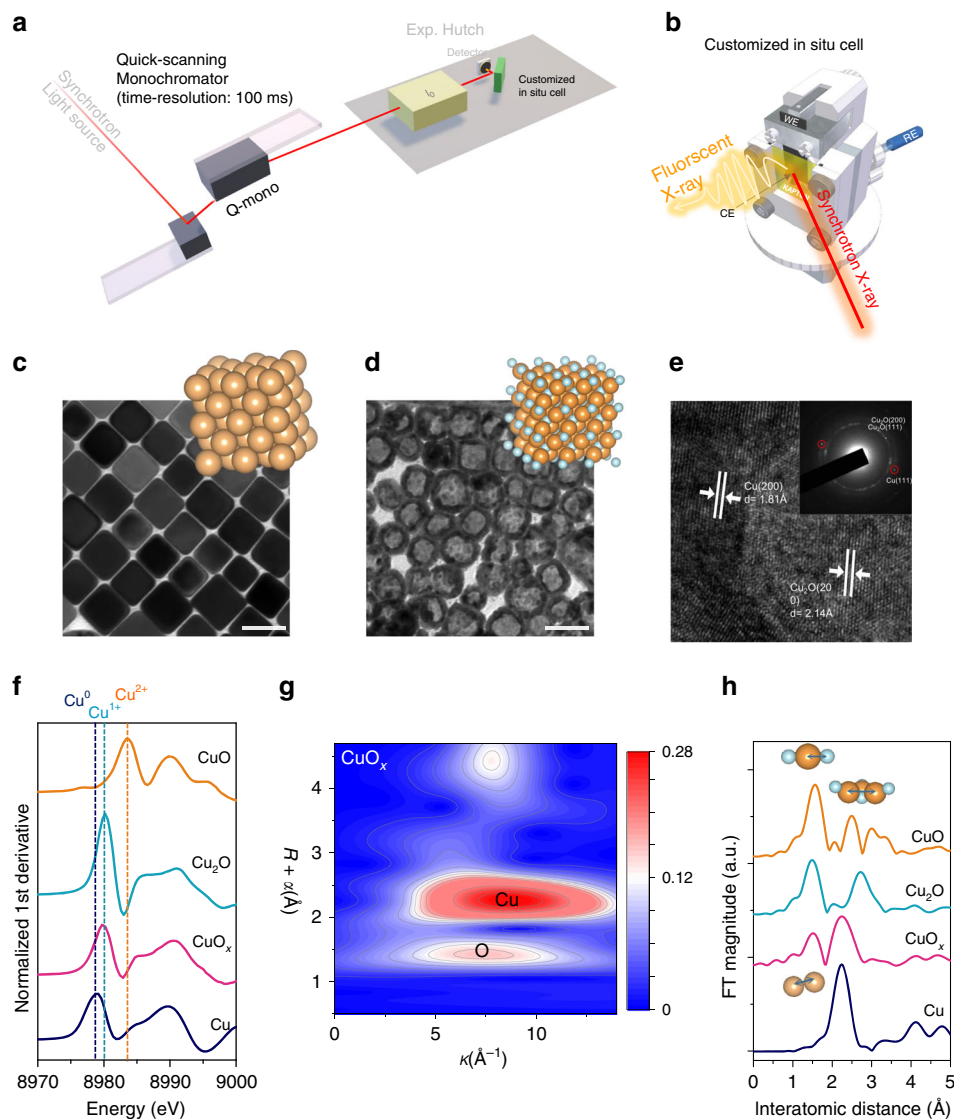 a
Exp. Hutch
Detector
Quick-scanning
Monochromator
(time-resolution: 100 ms)
Synchrotron
Light source
I0
Customized
in situ cell
Q-mono
b
Customized in situ cell
WE
RE
Fluorscent
X-ray
CE
Synchrotron X-ray
c
d
e
Cu2O(200)
Cu2O(111)
Cu(111)
Cu(200)
d= 1.81Å
Cu2O(20
0)
d= 2.14Å
f
Cu0
Cu1+
Cu2+
CuO
Cu2O
CuOx
Cu
Normalized 1st derivative
8970 8980 8990 9000
Energy (eV)
g
CuOx
Cu
O
R + α(Å)
4
3
2
1
0 5 10
κ(Å−1)
0.28
0.12
0
h
CuO
Cu2O
CuOx
Cu
FT magnitude (a.u.)
0 1 2 3 4 5
Interatomic distance (Å)